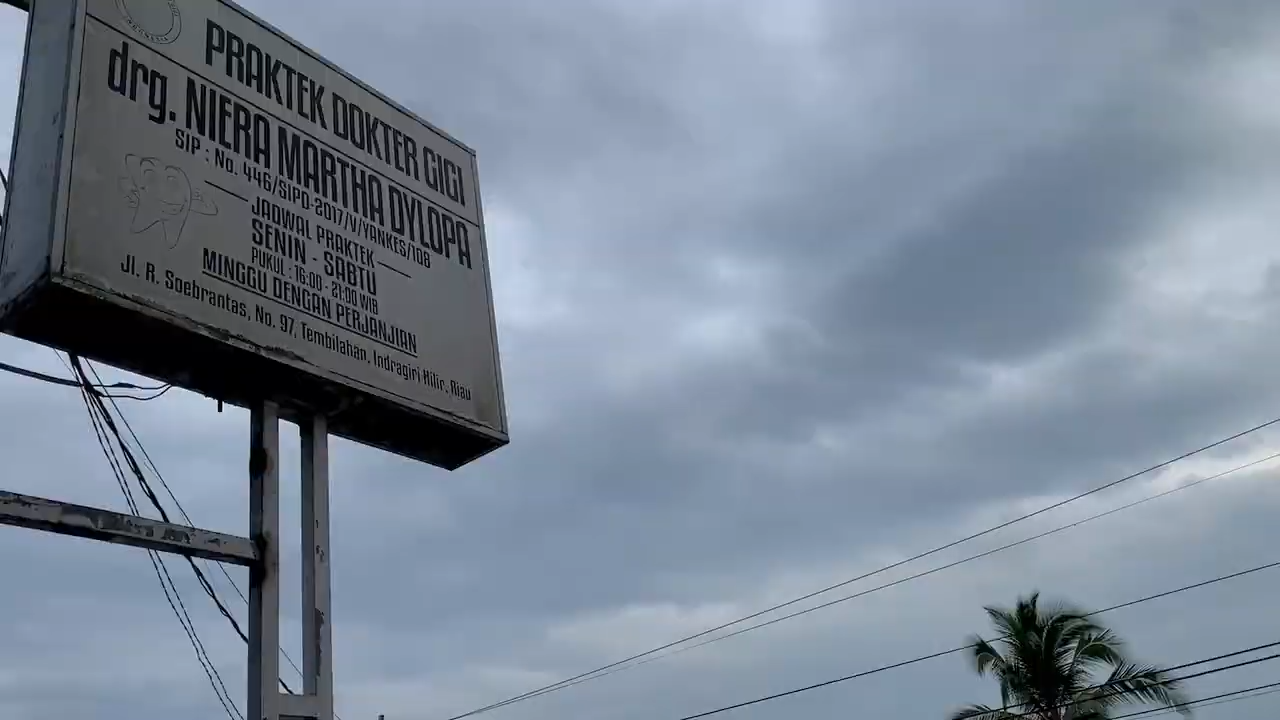 INDONESIA
PRAKTEK DOKTER GIGI
drg. NIERA MARTHA DYLOPA
SIP : No. 446/SIPD-2017/V/YANKES/108
JADWAL PRAKTEK
SENIN - SABTU
PUKUL : 16:00 - 21:00 WIB
MINGGU DENGAN PERJANJIAN
Jl. R. Soebrantas, No. 97, Tembilahan, Indragiri Hilir, Riau